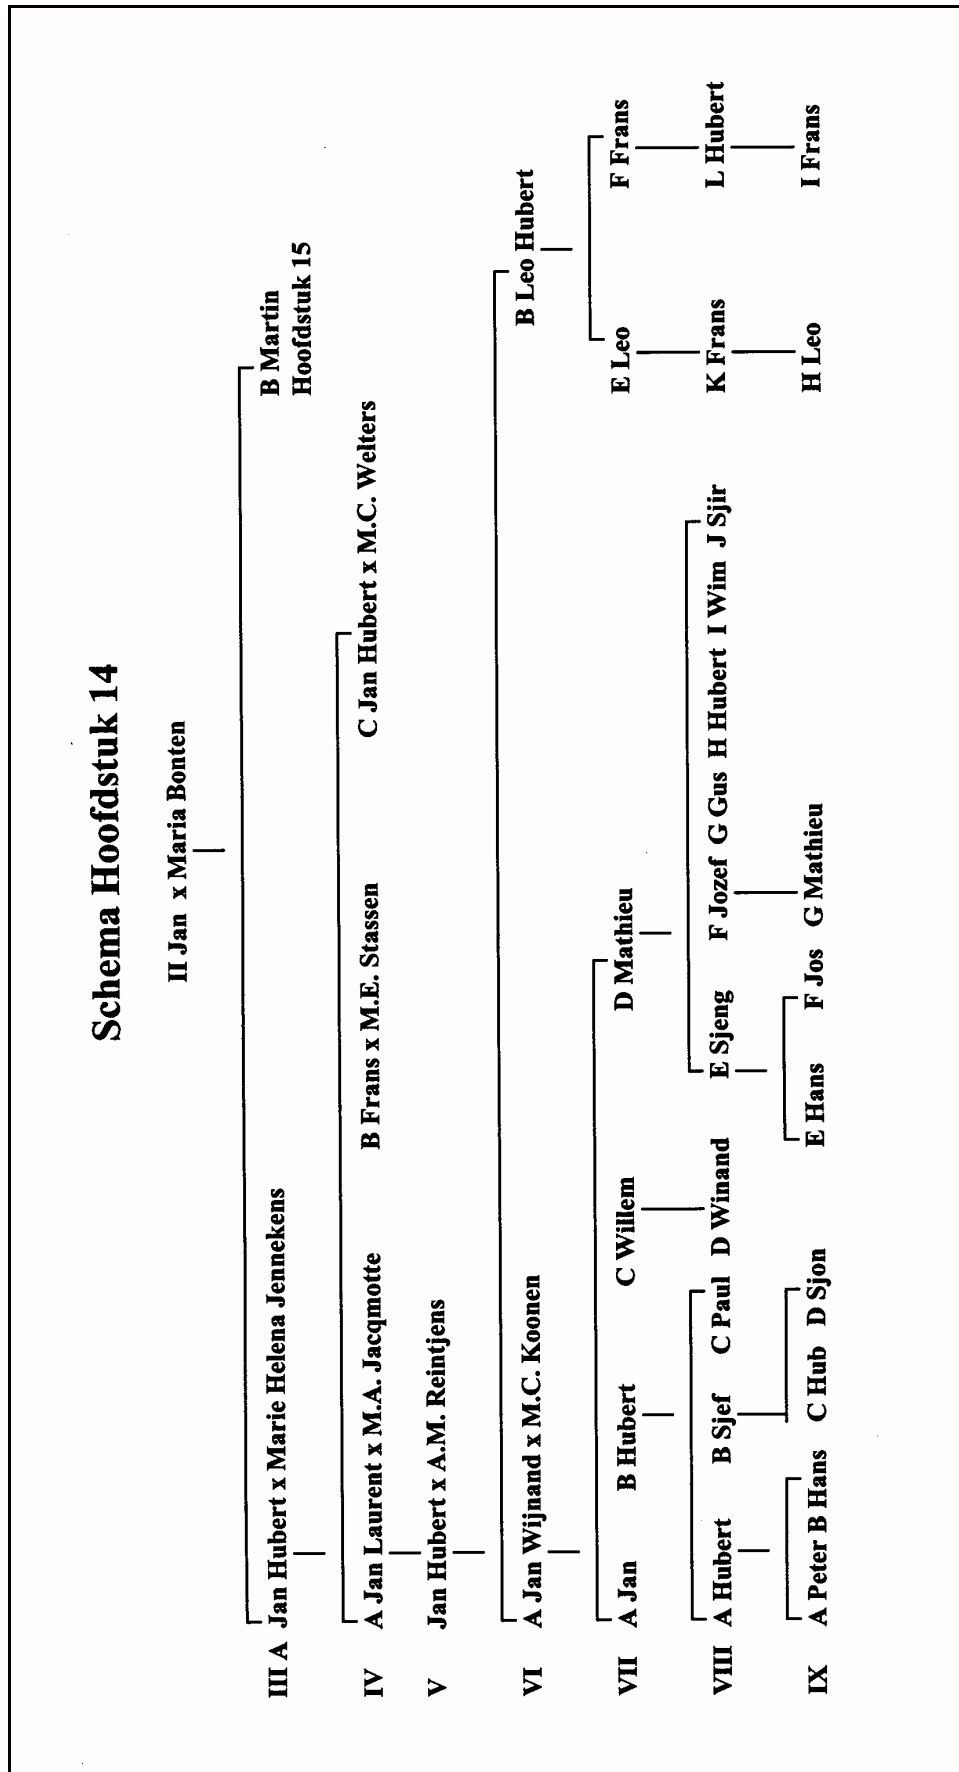 Schema Hoofdstuk 14
II Jan x Maria Bonten
III A Jan Hubert x Marie Helena Jennekens B Martin
Hoofdstuk 15
IV A Jan Laurent x M.A. Jacqmotte B Frans x M.E. Stassen C Jan Hubert x M.C. Welters
V Jan Hubert x A.M. Reintjens
VI A Jan Wijnand x M.C. Koonen B Leo Hubert
VII A Jan B Hubert C Willem D Mathieu E Leo F Frans
VIII A Hubert B Sjef C Paul D Winand E Sjeng F Jozef G Gus H Hubert I Wim J Sjir K Frans L Hubert
IX A Peter B Hans C Hub D Sjon E Hans F Jos G Mathieu H Leo I Frans